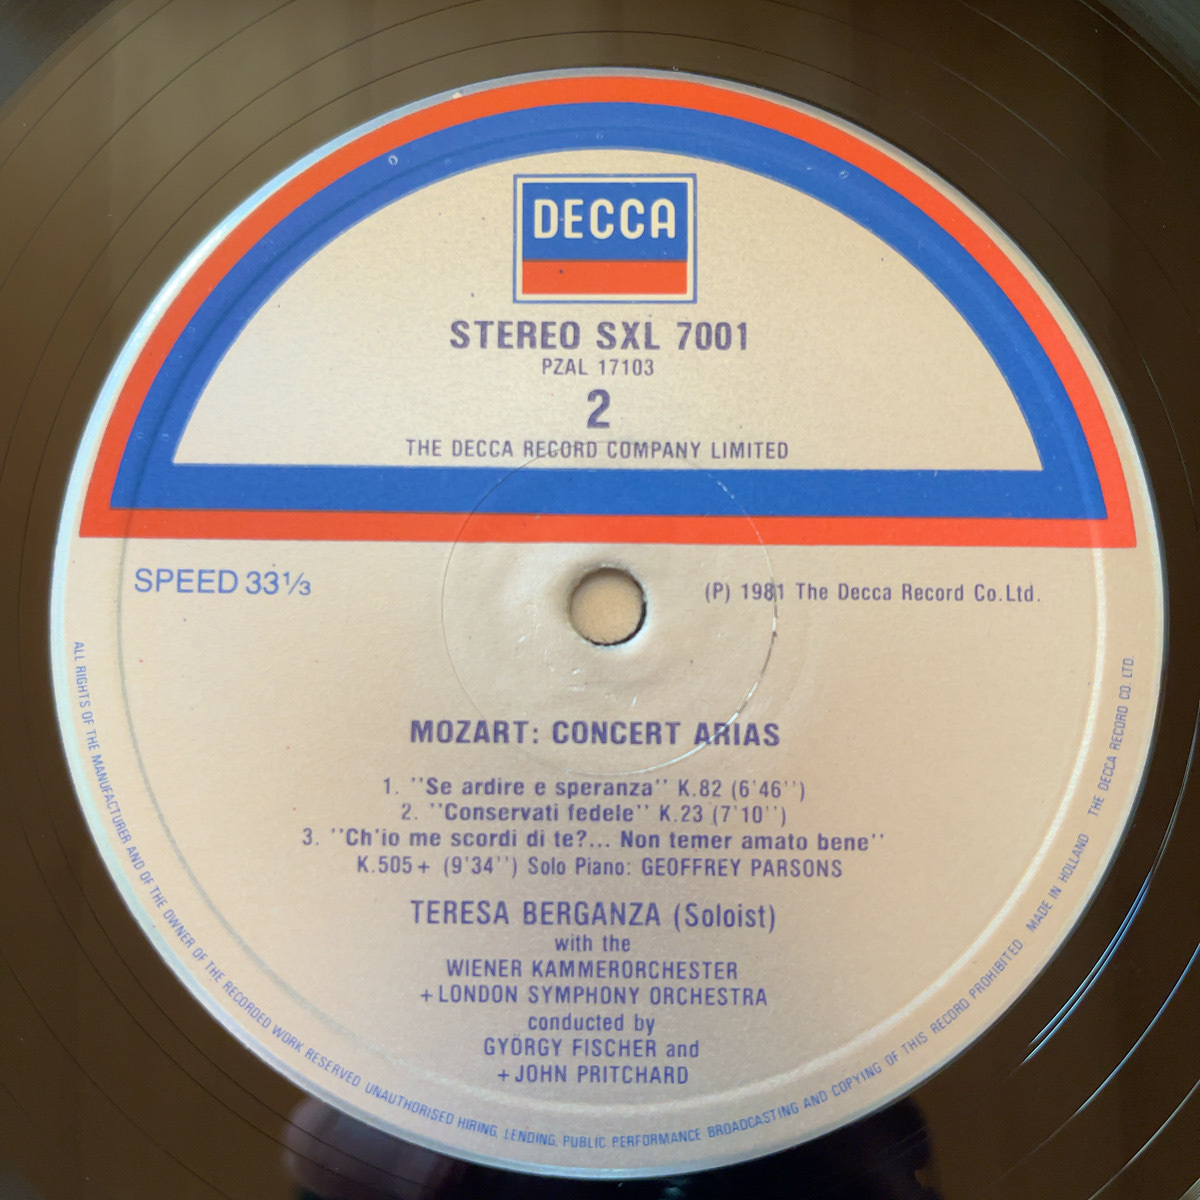 DECCA
STEREO SXL 7001
PZAL 17103
2
THE DECCA RECORD COMPANY LIMITED
SPEED 33⅓
(P) 1981 The Decca Record Co.Ltd.
MOZART: CONCERT ARIAS
1. ''Se ardire e speranza'' K.82 (6'46'')
2. ''Conservati fedele'' K.23 (7'10'')
3. ''Ch'io me scordi di te?... Non temer amato bene''
K.505+ (9'34'') Solo Piano: GEOFFREY PARSONS
TERESA BERGANZA (Soloist)
with the
WIENER KAMMERORCHESTER
+LONDON SYMPHONY ORCHESTRA
conducted by
GYÖRGY FISCHER and
+JOHN PRITCHARD
ALL RIGHTS OF THE MANUFACTURER AND OF THE OWNER OF THE RECORDED WORK RESERVED UNAUTHORISED HIRING, LENDING, PUBLIC PERFORMANCE BROADCASTING AND COPYING OF THIS RECORD PROHIBITED MADE IN HOLLAND THE DECCA RECORD CO. LTD.